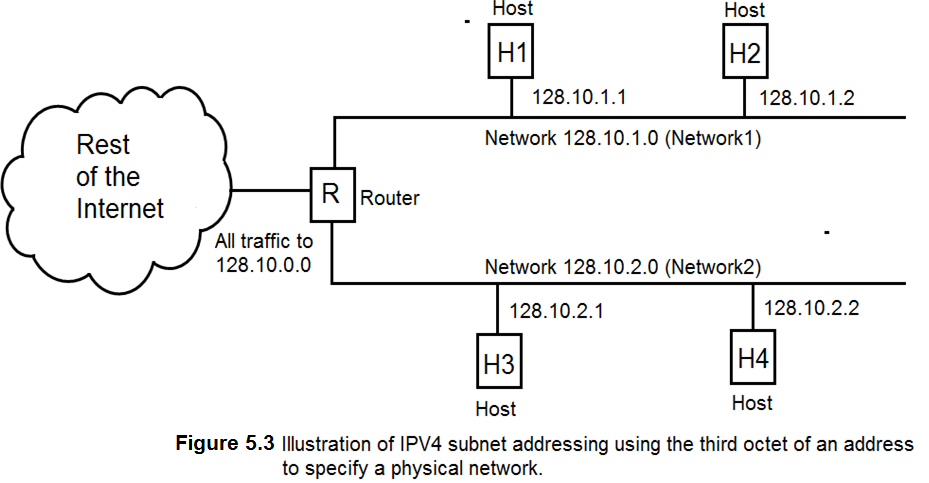 Host
Host
H1
H2
128.10.1.1
128.10.1.2
Network 128.10.1.0 (Network1)
Rest
of the
Internet
R
Router
All traffic to
128.10.0.0
Network 128.10.2.0 (Network2)
128.10.2.1
128.10.2.2
H3
H4
Host
Host
Figure 5.3 Illustration of IPV4 subnet addressing using the third octet of an address
to specify a physical network.